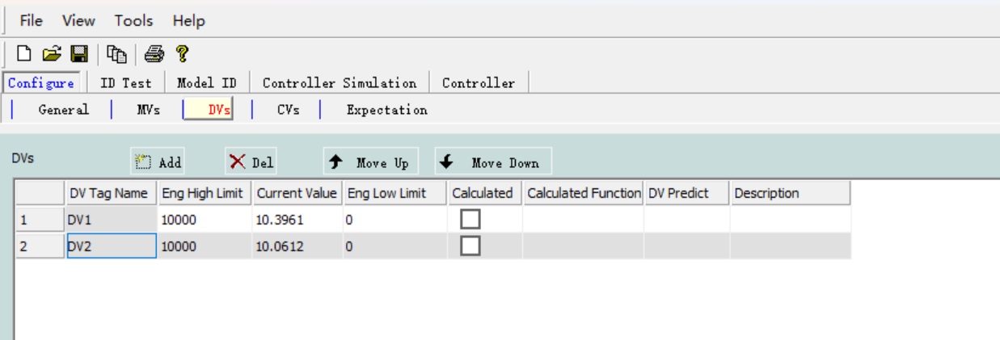 File View Tools Help
Configure ID Test Model ID Controller Simulation Controller
General MVs DVs CVs Expectation
DVs Add Del Move Up Move Down
DV Tag Name Eng High Limit Current Value Eng Low Limit Calculated Calculated Function DV Predict Description
1 DV1 10000 10.3961 0
2 DV2 10000 10.0612 0